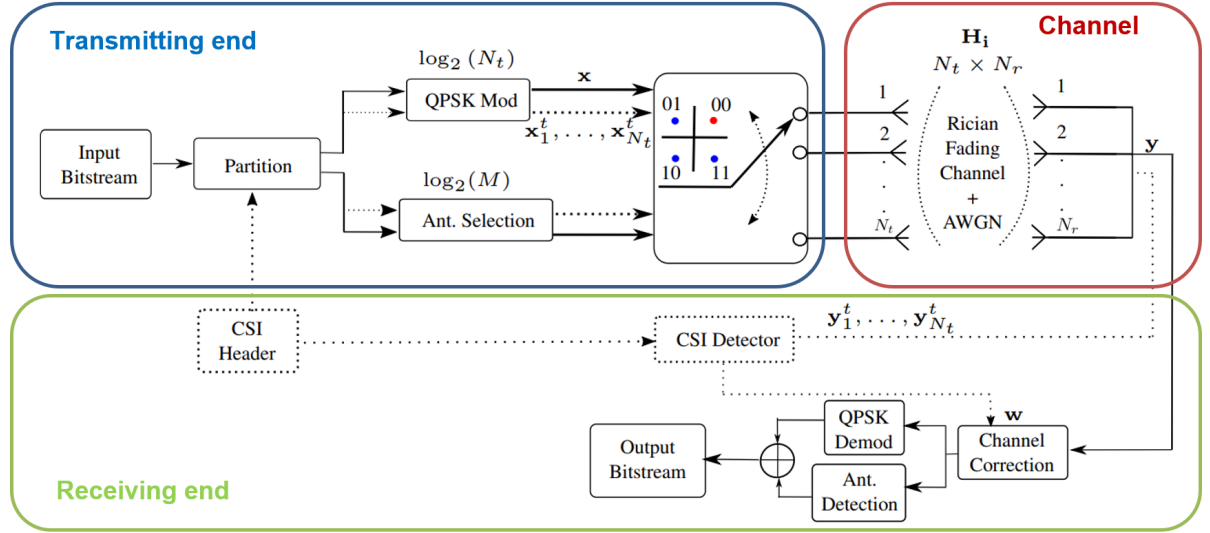 Transmitting end
Channel
log₂ (Nₜ)
QPSK Mod
x
x₁ᵗ, . . . , xᵗ_Nₜ
Input
Bitstream
Partition
log₂(M)
Ant. Selection
01 00
10 11
Hᵢ
Nₜ × Nᵣ
1
2
.
.
Nₜ
Rician
Fading
Channel
+
AWGN
1
2
.
.
Nᵣ
y
CSI
Header
CSI Detector
y₁ᵗ, . . . , yᵗ_Nₜ
w
Channel
Correction
QPSK
Demod
Ant.
Detection
Output
Bitstream
Receiving end